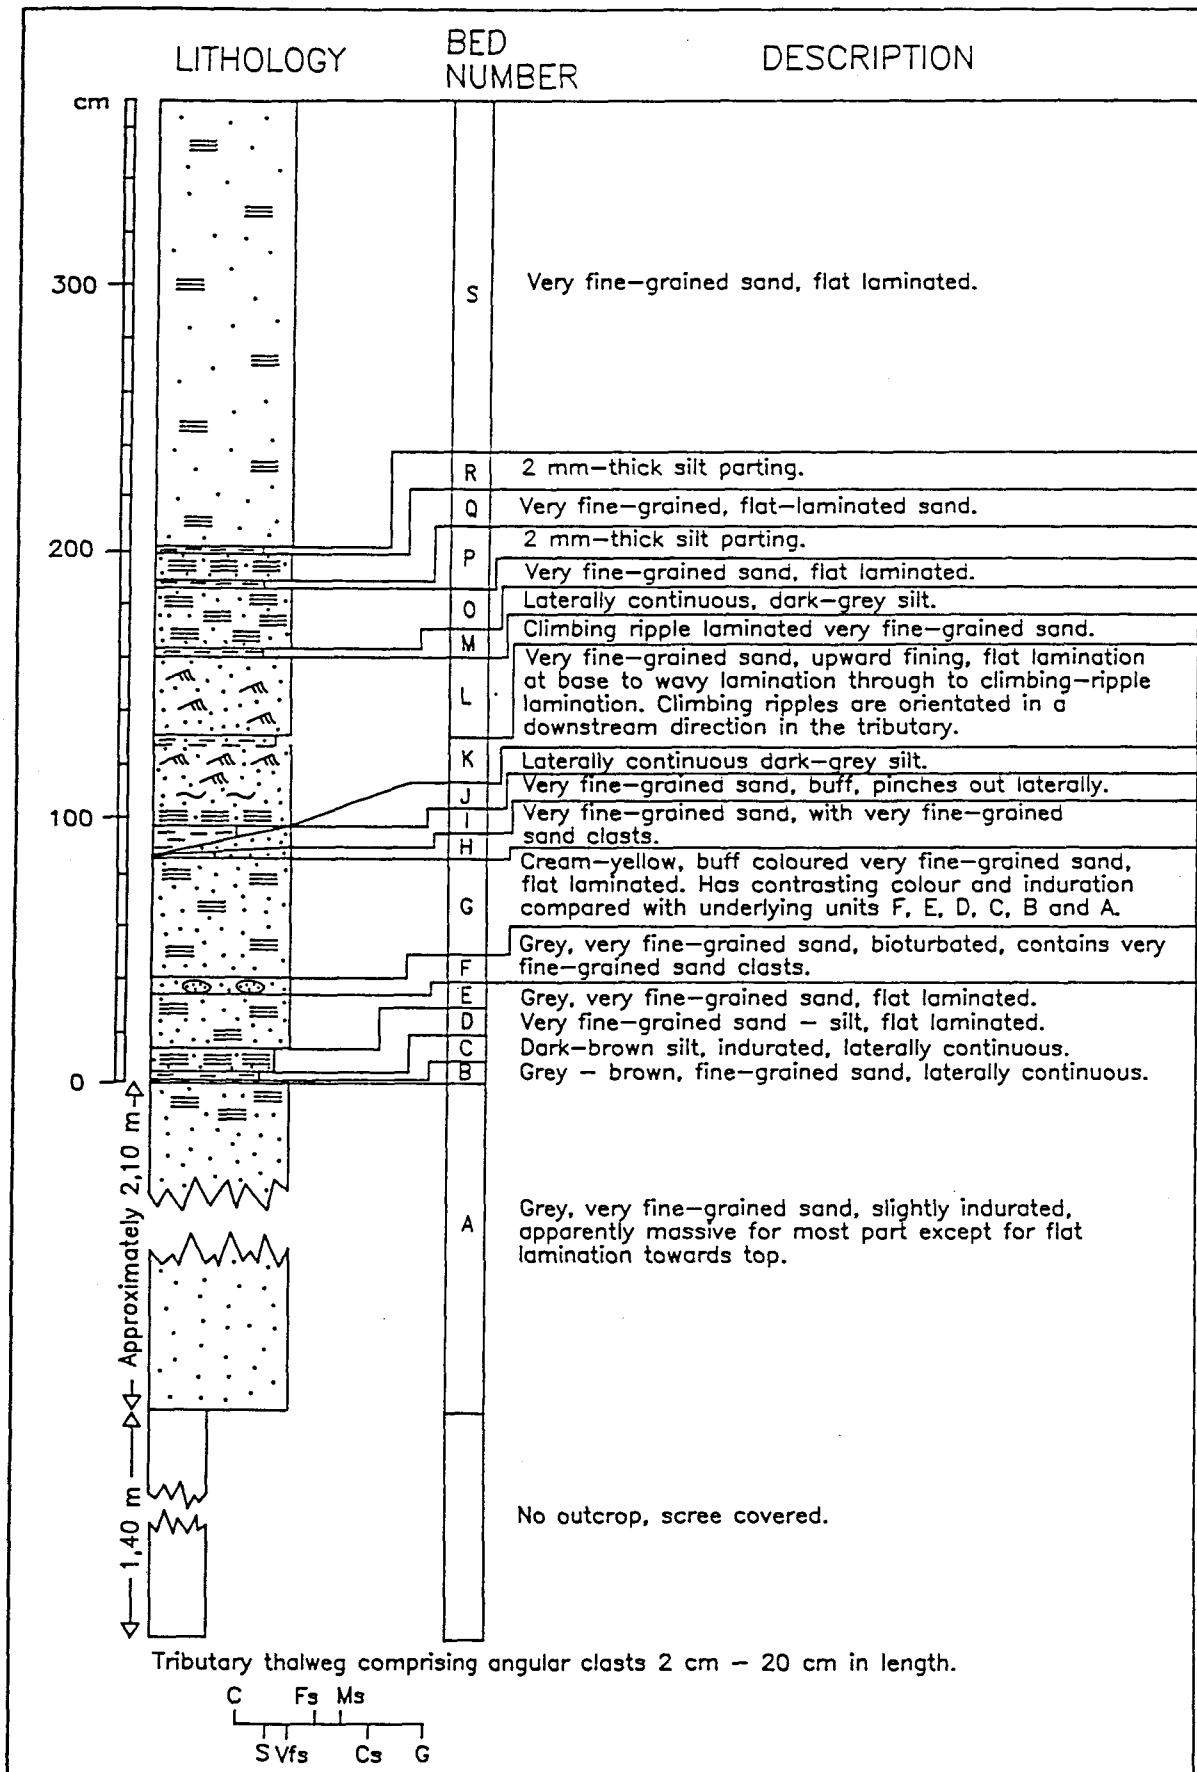 LITHOLOGY
BED
NUMBER
DESCRIPTION
cm
S
Very fine-grained sand, flat laminated.
300
R
2 mm-thick silt parting.
Q
Very fine-grained, flat-laminated sand.
200
P
2 mm-thick silt parting.
Very fine-grained sand, flat laminated.
O
Laterally continuous, dark-grey silt.
M
Climbing ripple laminated very fine-grained sand.
L
Very fine-grained sand, upward fining, flat lamination
at base to wavy lamination through to climbing-ripple
lamination. Climbing ripples are orientated in a
downstream direction in the tributary.
K
Laterally continuous dark-grey silt.
J
Very fine-grained sand, buff, pinches out laterally.
100
I
Very fine-grained sand, with very fine-grained
sand clasts.
H
Cream-yellow, buff coloured very fine-grained sand,
flat laminated. Has contrasting colour and induration
compared with underlying units F, E, D, C, B and A.
G
Grey, very fine-grained sand, bioturbated, contains very
fine-grained sand clasts.
F
E
Grey, very fine-grained sand, flat laminated.
D
Very fine-grained sand – silt, flat laminated.
C
Dark-brown silt, indurated, laterally continuous.
0
B
Grey – brown, fine-grained sand, laterally continuous.
Approximately 2,10 m
A
Grey, very fine-grained sand, slightly indurated,
apparently massive for most part except for flat
lamination towards top.
1,40 m
No outcrop, scree covered.
Tributary thalweg comprising angular clasts 2 cm – 20 cm in length.
C Fs Ms
S Vfs Cs G